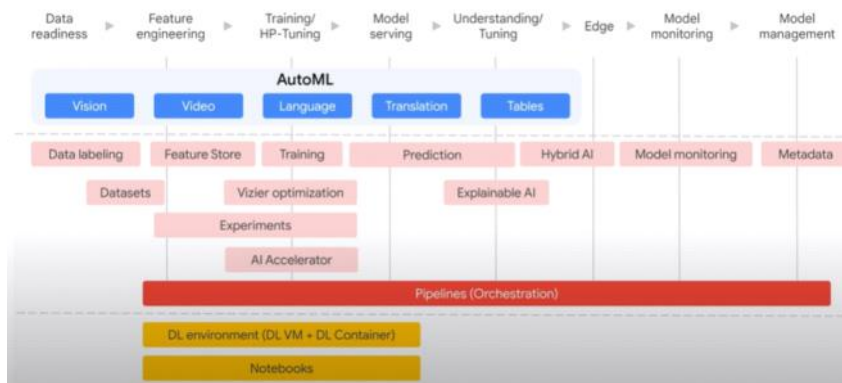 Data readiness
Feature engineering
Training/ HP-Tuning
Model serving
Understanding/ Tuning
Edge
Model monitoring
Model management
AutoML
Vision
Video
Language
Translation
Tables
Data labeling
Feature Store
Training
Prediction
Hybrid AI
Model monitoring
Metadata
Datasets
Vizier optimization
Explainable AI
Experiments
AI Accelerator
Pipelines (Orchestration)
DL environment (DL VM + DL Container)
Notebooks